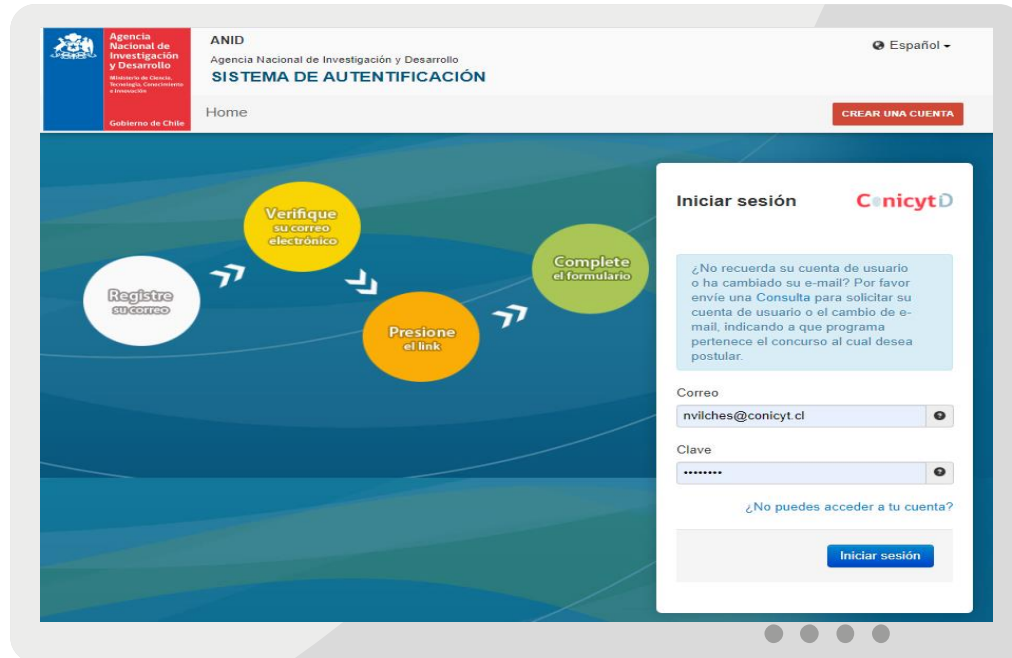 Agencia
Nacional de
Investigación
y Desarrollo
Ministerio de Ciencia,
Tecnología, Conocimiento
e Innovación
Gobierno de Chile
ANID
Agencia Nacional de Investigación y Desarrollo
SISTEMA DE AUTENTIFICACIÓN
Español
Home
CREAR UNA CUENTA
Registre
su correo
Verifique
su correo
electrónico
Presione
el link
Complete
el formulario
Iniciar sesión
ConicytiD
¿No recuerda su cuenta de usuario
o ha cambiado su e-mail? Por favor
envíe una Consulta para solicitar su
cuenta de usuario o el cambio de e-
mail, indicando a que programa
pertenece el concurso al cual desea
postular.
Correo
nvilches@conicyt.cl
Clave
••••••••
¿No puedes acceder a tu cuenta?
Iniciar sesión